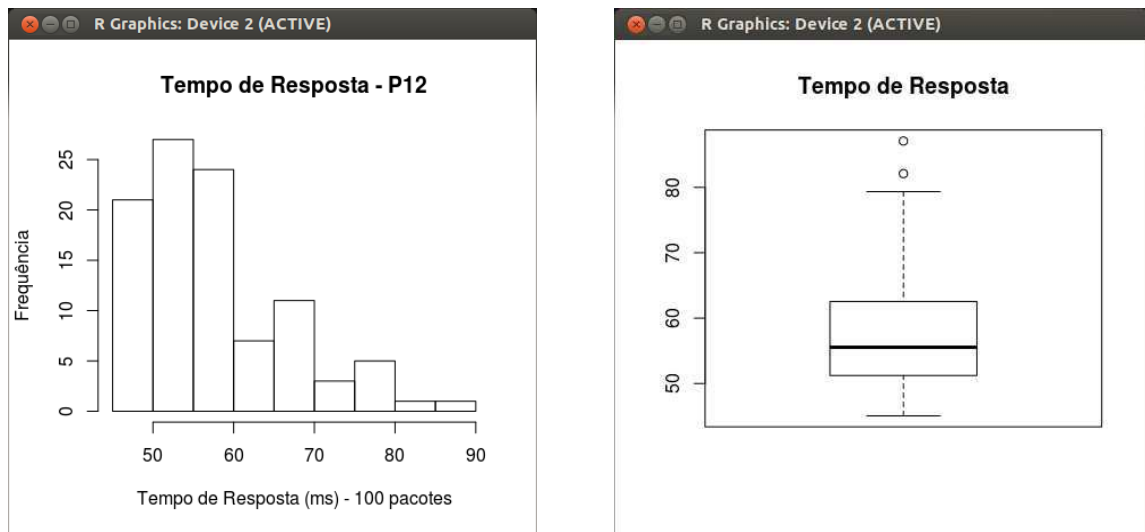 R Graphics: Device 2 (ACTIVE)
Tempo de Resposta - P12
Frequência
25
20
15
10
5
0
50 60 70 80 90
Tempo de Resposta (ms) - 100 pacotes
R Graphics: Device 2 (ACTIVE)
Tempo de Resposta
80
70
60
50